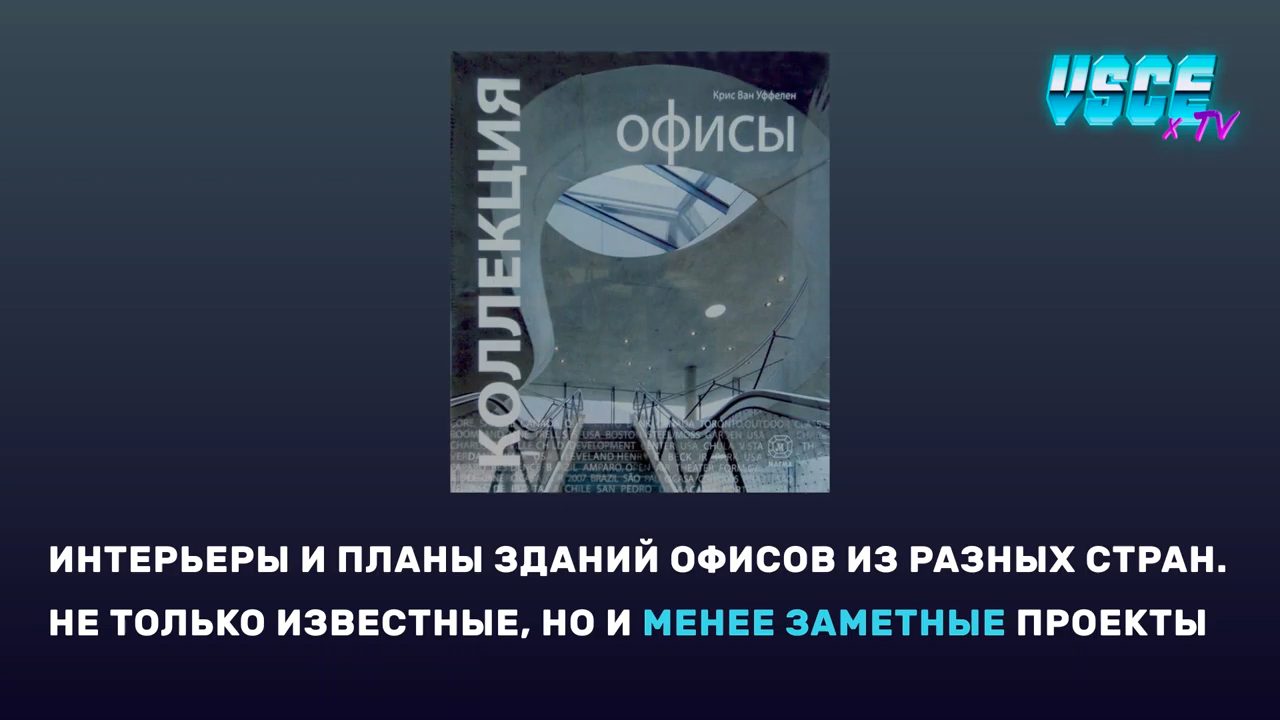 VSCE
x TV
Крис Ван Уффелен
ОФИСЫ
КОЛЛЕКЦИЯ
ИНТЕРЬЕРЫ И ПЛАНЫ ЗДАНИЙ ОФИСОВ ИЗ РАЗНЫХ СТРАН.
НЕ ТОЛЬКО ИЗВЕСТНЫЕ, НО И МЕНЕЕ ЗАМЕТНЫЕ ПРОЕКТЫ